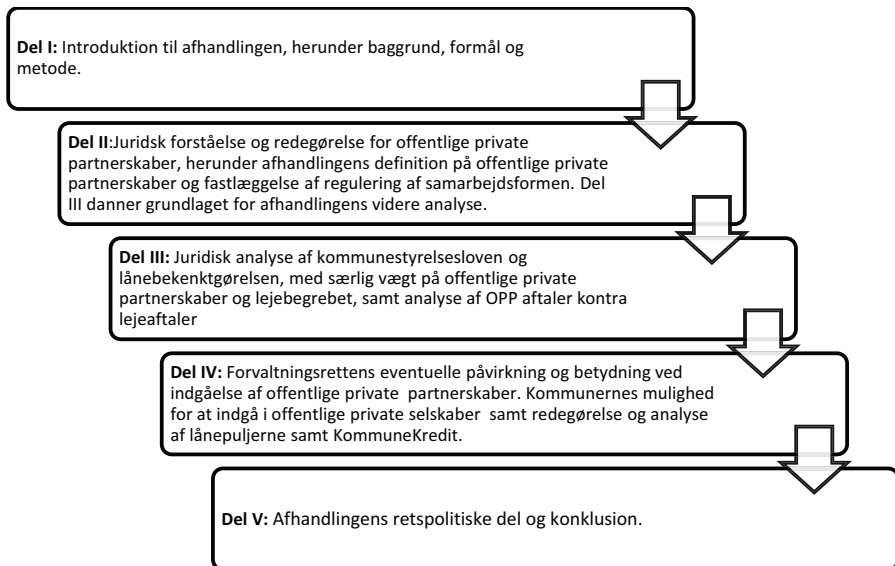 Del I: Introduktion til afhandlingen, herunder baggrund, formål og
metode.
Del II:Juridsk forståelse og redegørelse for offentlige private
partnerskaber, herunder afhandlingens definition på offentlige private
partnerskaber og fastlæggelse af regulering af samarbejdsformen. Del
III danner grundlaget for afhandlingens videre analyse.
Del III: Juridisk analyse af kommunestyrelsesloven og
lånebekenktgørelsen, med særlig vægt på offentlige private
partnerskaber og lejebegrebet, samt analyse af OPP aftaler kontra
lejeaftaler
Del IV: Forvaltningsrettens eventuelle påvirkning og betydning ved
indgåelse af offentlige private partnerskaber. Kommunernes mulighed
for at indgå i offentlige private selskaber samt redegørelse og analyse
af lånepuljerne samt KommuneKredit.
Del V: Afhandlingens retspolitiske del og konklusion.